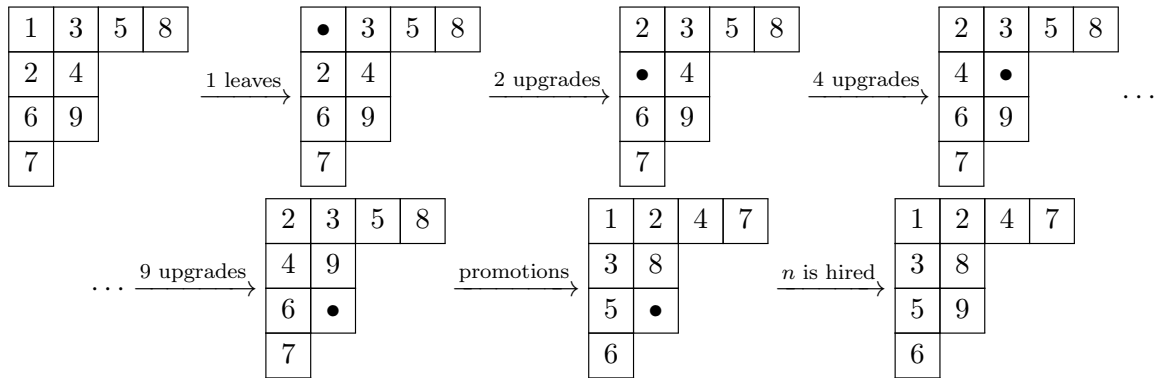 1 3 5 8 • 3 5 8 2 3 5 8 2 3 5 8
2 4 1 leaves 2 4 2 upgrades • 4 4 upgrades 4 • ⋯
6 9 6 9 6 9 6 9
7 7 7 7
2 3 5 8 1 2 4 7 1 2 4 7
⋯ 9 upgrades 4 9 promotions 3 8 n is hired 3 8
6 • 5 • 5 9
7 6 6